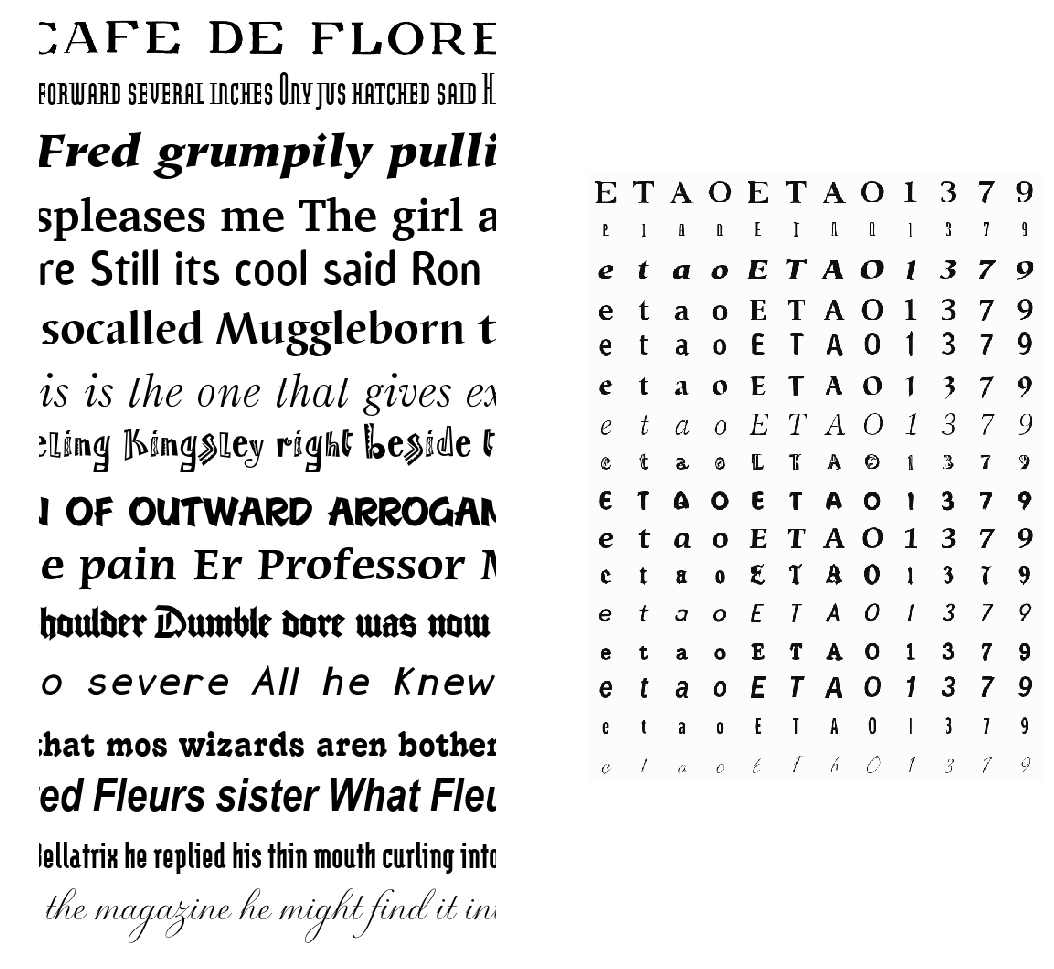 CAFE DE FLORE
FORWARD SEVERAL INCHES ONY JUS HATCHED SAID H
Fred grumpily pulli
spleases me The girl a
re Still its cool said Ron
socalled Muggleborn t
is is the one that gives ex
eling Kingsley right beside t
N OF OUTWARD ARROGAN
e pain Er Professor M
houlder Dumble dore was now
o severe All he Knew
that mos wizards aren bother
red Fleurs sister What Fleu
Bellatrix he replied his thin mouth curling into
the magazine he might find it int
E T A O E T A O 1 3 7 9
E T A O E T A O 1 3 7 9
e t a o E T A O 1 3 7 9
e t a o E T A O 1 3 7 9
e t a o E T A O 1 3 7 9
e t a o E T A O 1 3 7 9
e t a o E T A O 1 3 7 9
e t a o E T A O 1 3 7 9
E T A O E T A O 1 3 7 9
e t a o E T A O 1 3 7 9
e t a o E T A O 1 3 7 9
e t a o E T A O 1 3 7 9
e t a o E T A O 1 3 7 9
e t a o E T A O 1 3 7 9
e t a o E T A O 1 3 7 9
e t a o E T A O 1 3 7 9